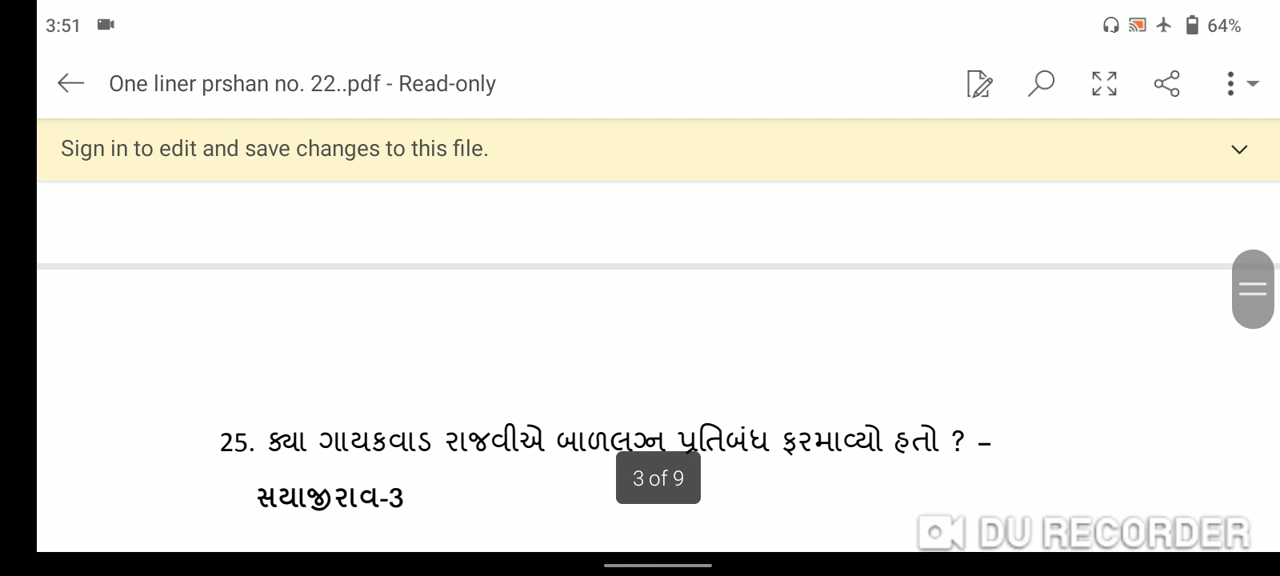 3:51
64%
One liner prshan no. 22..pdf - Read-only
Sign in to edit and save changes to this file.
25. ક્યા ગાયકવાડ રાજવીએ બાળલગ્ન પ્રતિબંધ ફરમાવ્યો હતો ? –
3 of 9
સયાજીરાવ-3
DU RECORDER